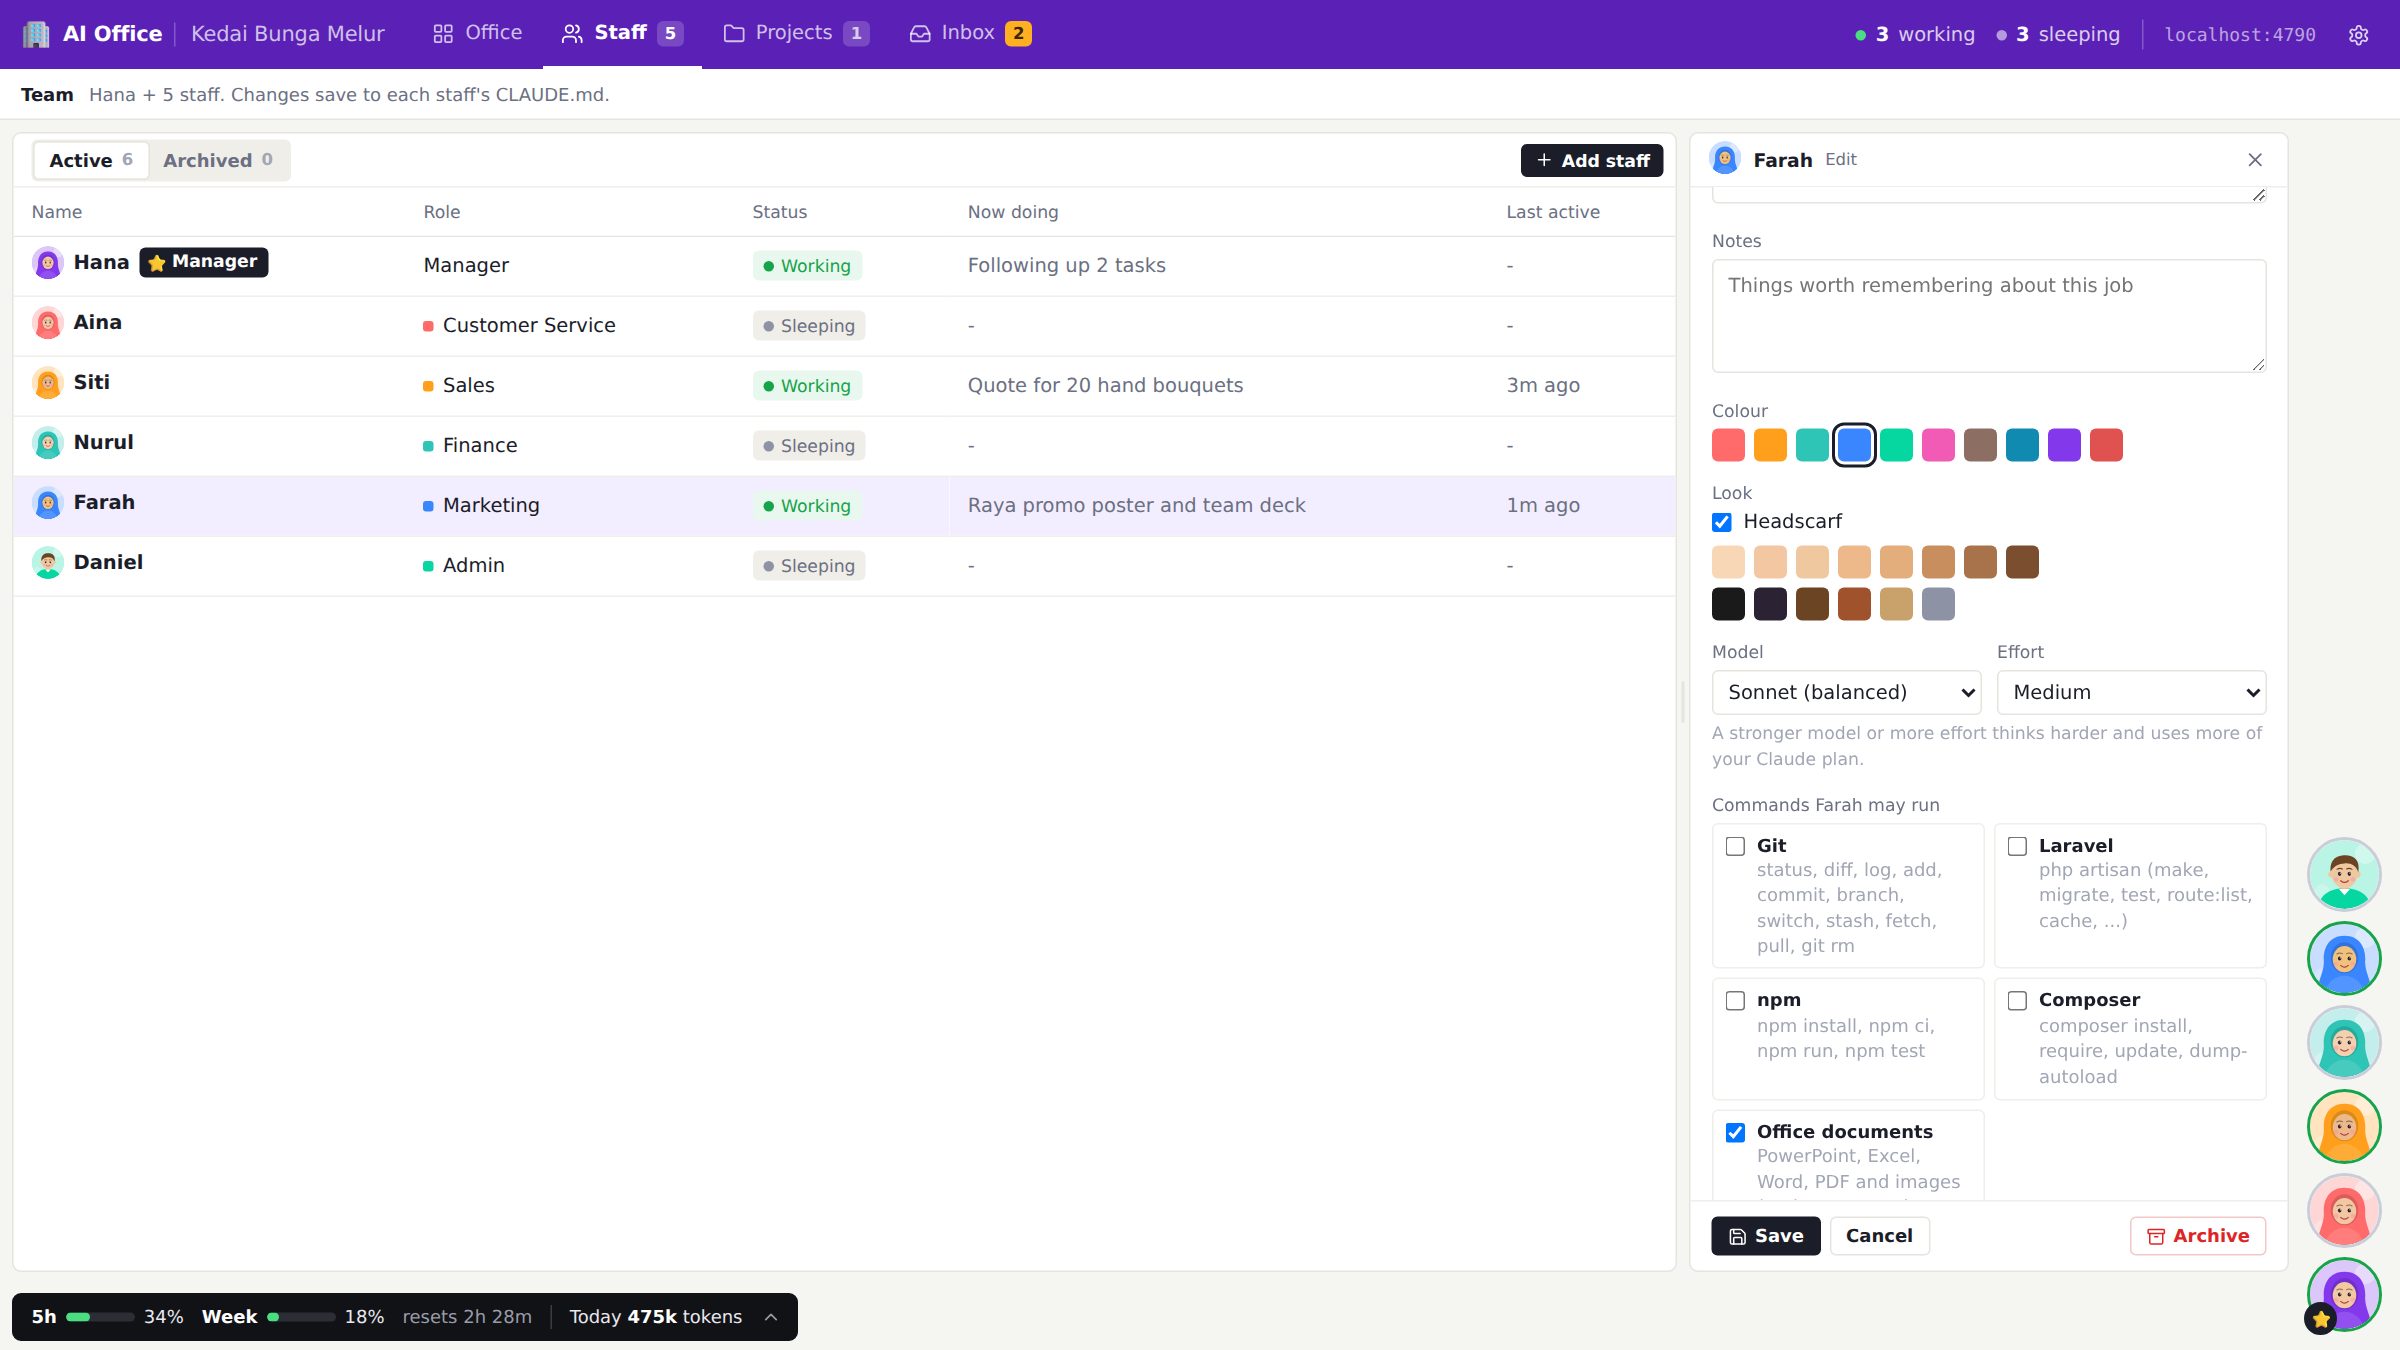 AI Office
Kedai Bunga Melur
Office
Staff 5
Projects 1
Inbox 2
3 working
3 sleeping
localhost:4790
Team Hana + 5 staff. Changes save to each staff's CLAUDE.md.
Active 6
Archived 0
+ Add staff
Name Role Status Now doing Last active
Hana Manager Manager Working Following up 2 tasks -
Aina Customer Service Sleeping - -
Siti Sales Working Quote for 20 hand bouquets 3m ago
Nurul Finance Sleeping - -
Farah Marketing Working Raya promo poster and team deck 1m ago
Daniel Admin Sleeping - -
Farah Edit
Notes
Things worth remembering about this job
Colour
Look
Headscarf
Model Effort
Sonnet (balanced) Medium
A stronger model or more effort thinks harder and uses more of
your Claude plan.
Commands Farah may run
Git
status, diff, log, add,
commit, branch,
switch, stash, fetch,
pull, git rm
Laravel
php artisan (make,
migrate, test, route:list,
cache, ...)
npm
npm install, npm ci,
npm run, npm test
Composer
composer install,
require, update, dump-
autoload
Office documents
PowerPoint, Excel,
Word, PDF and images
Save
Cancel
Archive
5h 34% Week 18% resets 2h 28m Today 475k tokens